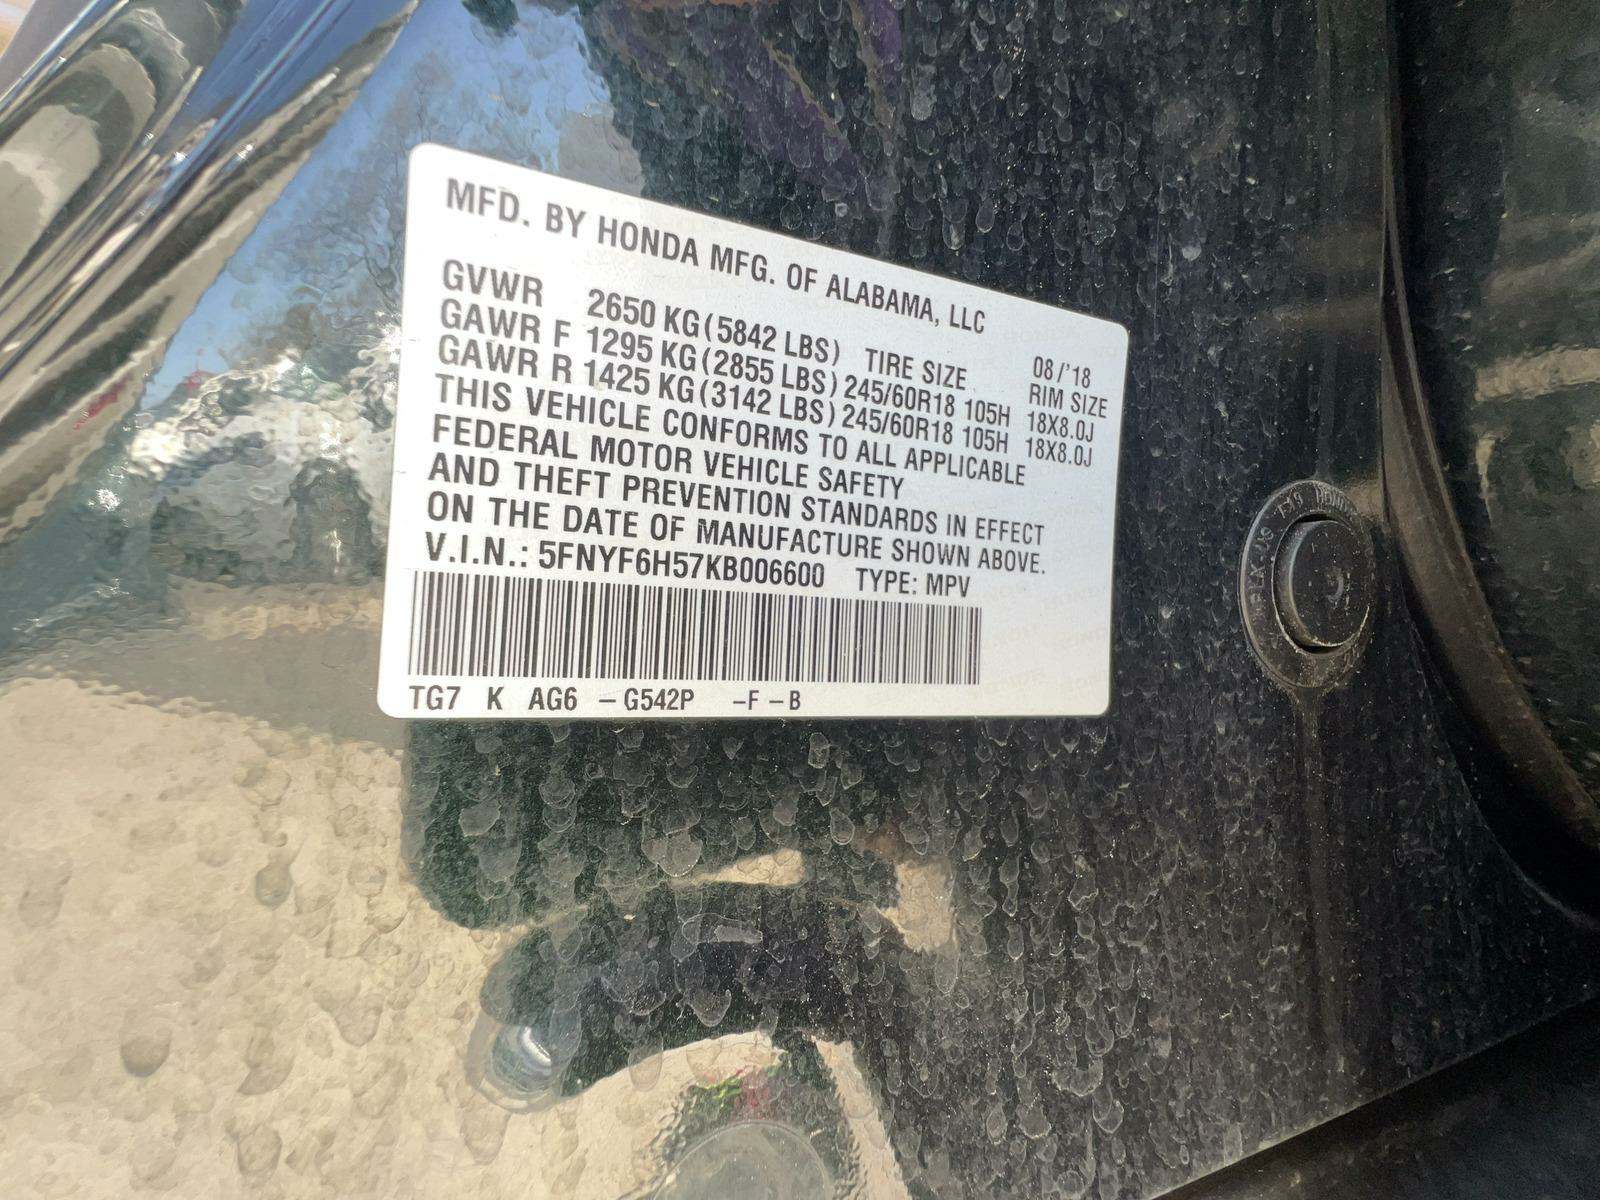 MFD. BY HONDA MFG. OF ALABAMA, LLC
08/'18
GVWR 2650 KG(5842 LBS) TIRE SIZE RIM SIZE
GAWR F 1295 KG(2855 LBS) 245/60R18 105H 18X8.0J
GAWR R 1425 KG(3142 LBS) 245/60R18 105H 18X8.0J
THIS VEHICLE CONFORMS TO ALL APPLICABLE
FEDERAL MOTOR VEHICLE SAFETY
AND THEFT PREVENTION STANDARDS IN EFFECT
ON THE DATE OF MANUFACTURE SHOWN ABOVE.
V.I.N.: 5FNYF6H57KB006600 TYPE: MPV
TG7 K AG6 -G542P -F -B